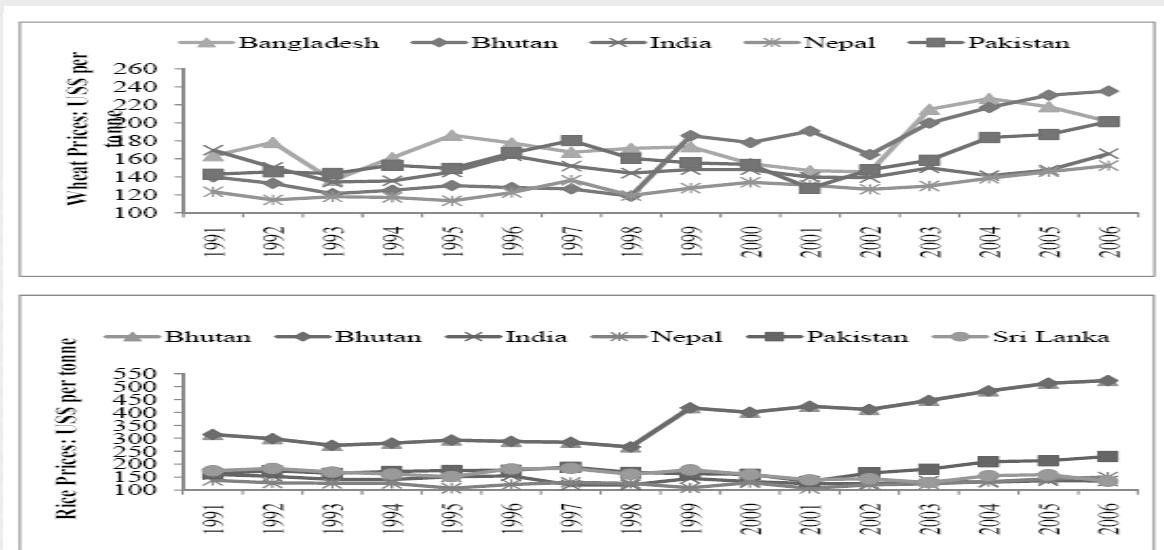 Bangladesh Bhutan India Nepal Pakistan
Wheat Prices: US$ per
tonne
260
240
220
200
180
160
140
120
100
1991 1992 1993 1994 1995 1996 1997 1998 1999 2000 2001 2002 2003 2004 2005 2006
Bhutan Bhutan India Nepal Pakistan Sri Lanka
Rice Prices: US$ per tonne
550
500
450
400
350
300
250
200
150
100
1991 1992 1993 1994 1995 1996 1997 1998 1999 2000 2001 2002 2003 2004 2005 2006